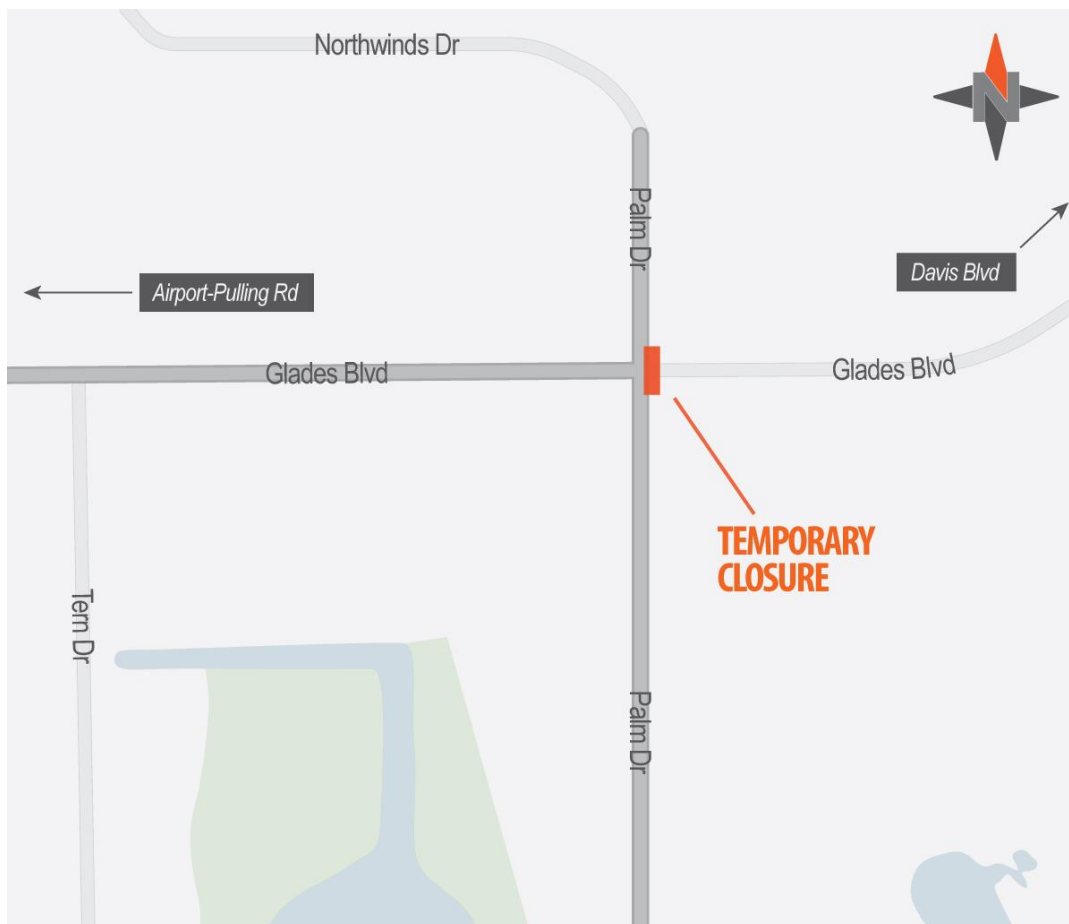 Northwinds Dr
N
Palm Dr
Davis Blvd
Airport-Pulling Rd
Glades Blvd
Glades Blvd
TEMPORARY
CLOSURE
Tern Dr
Palm Dr